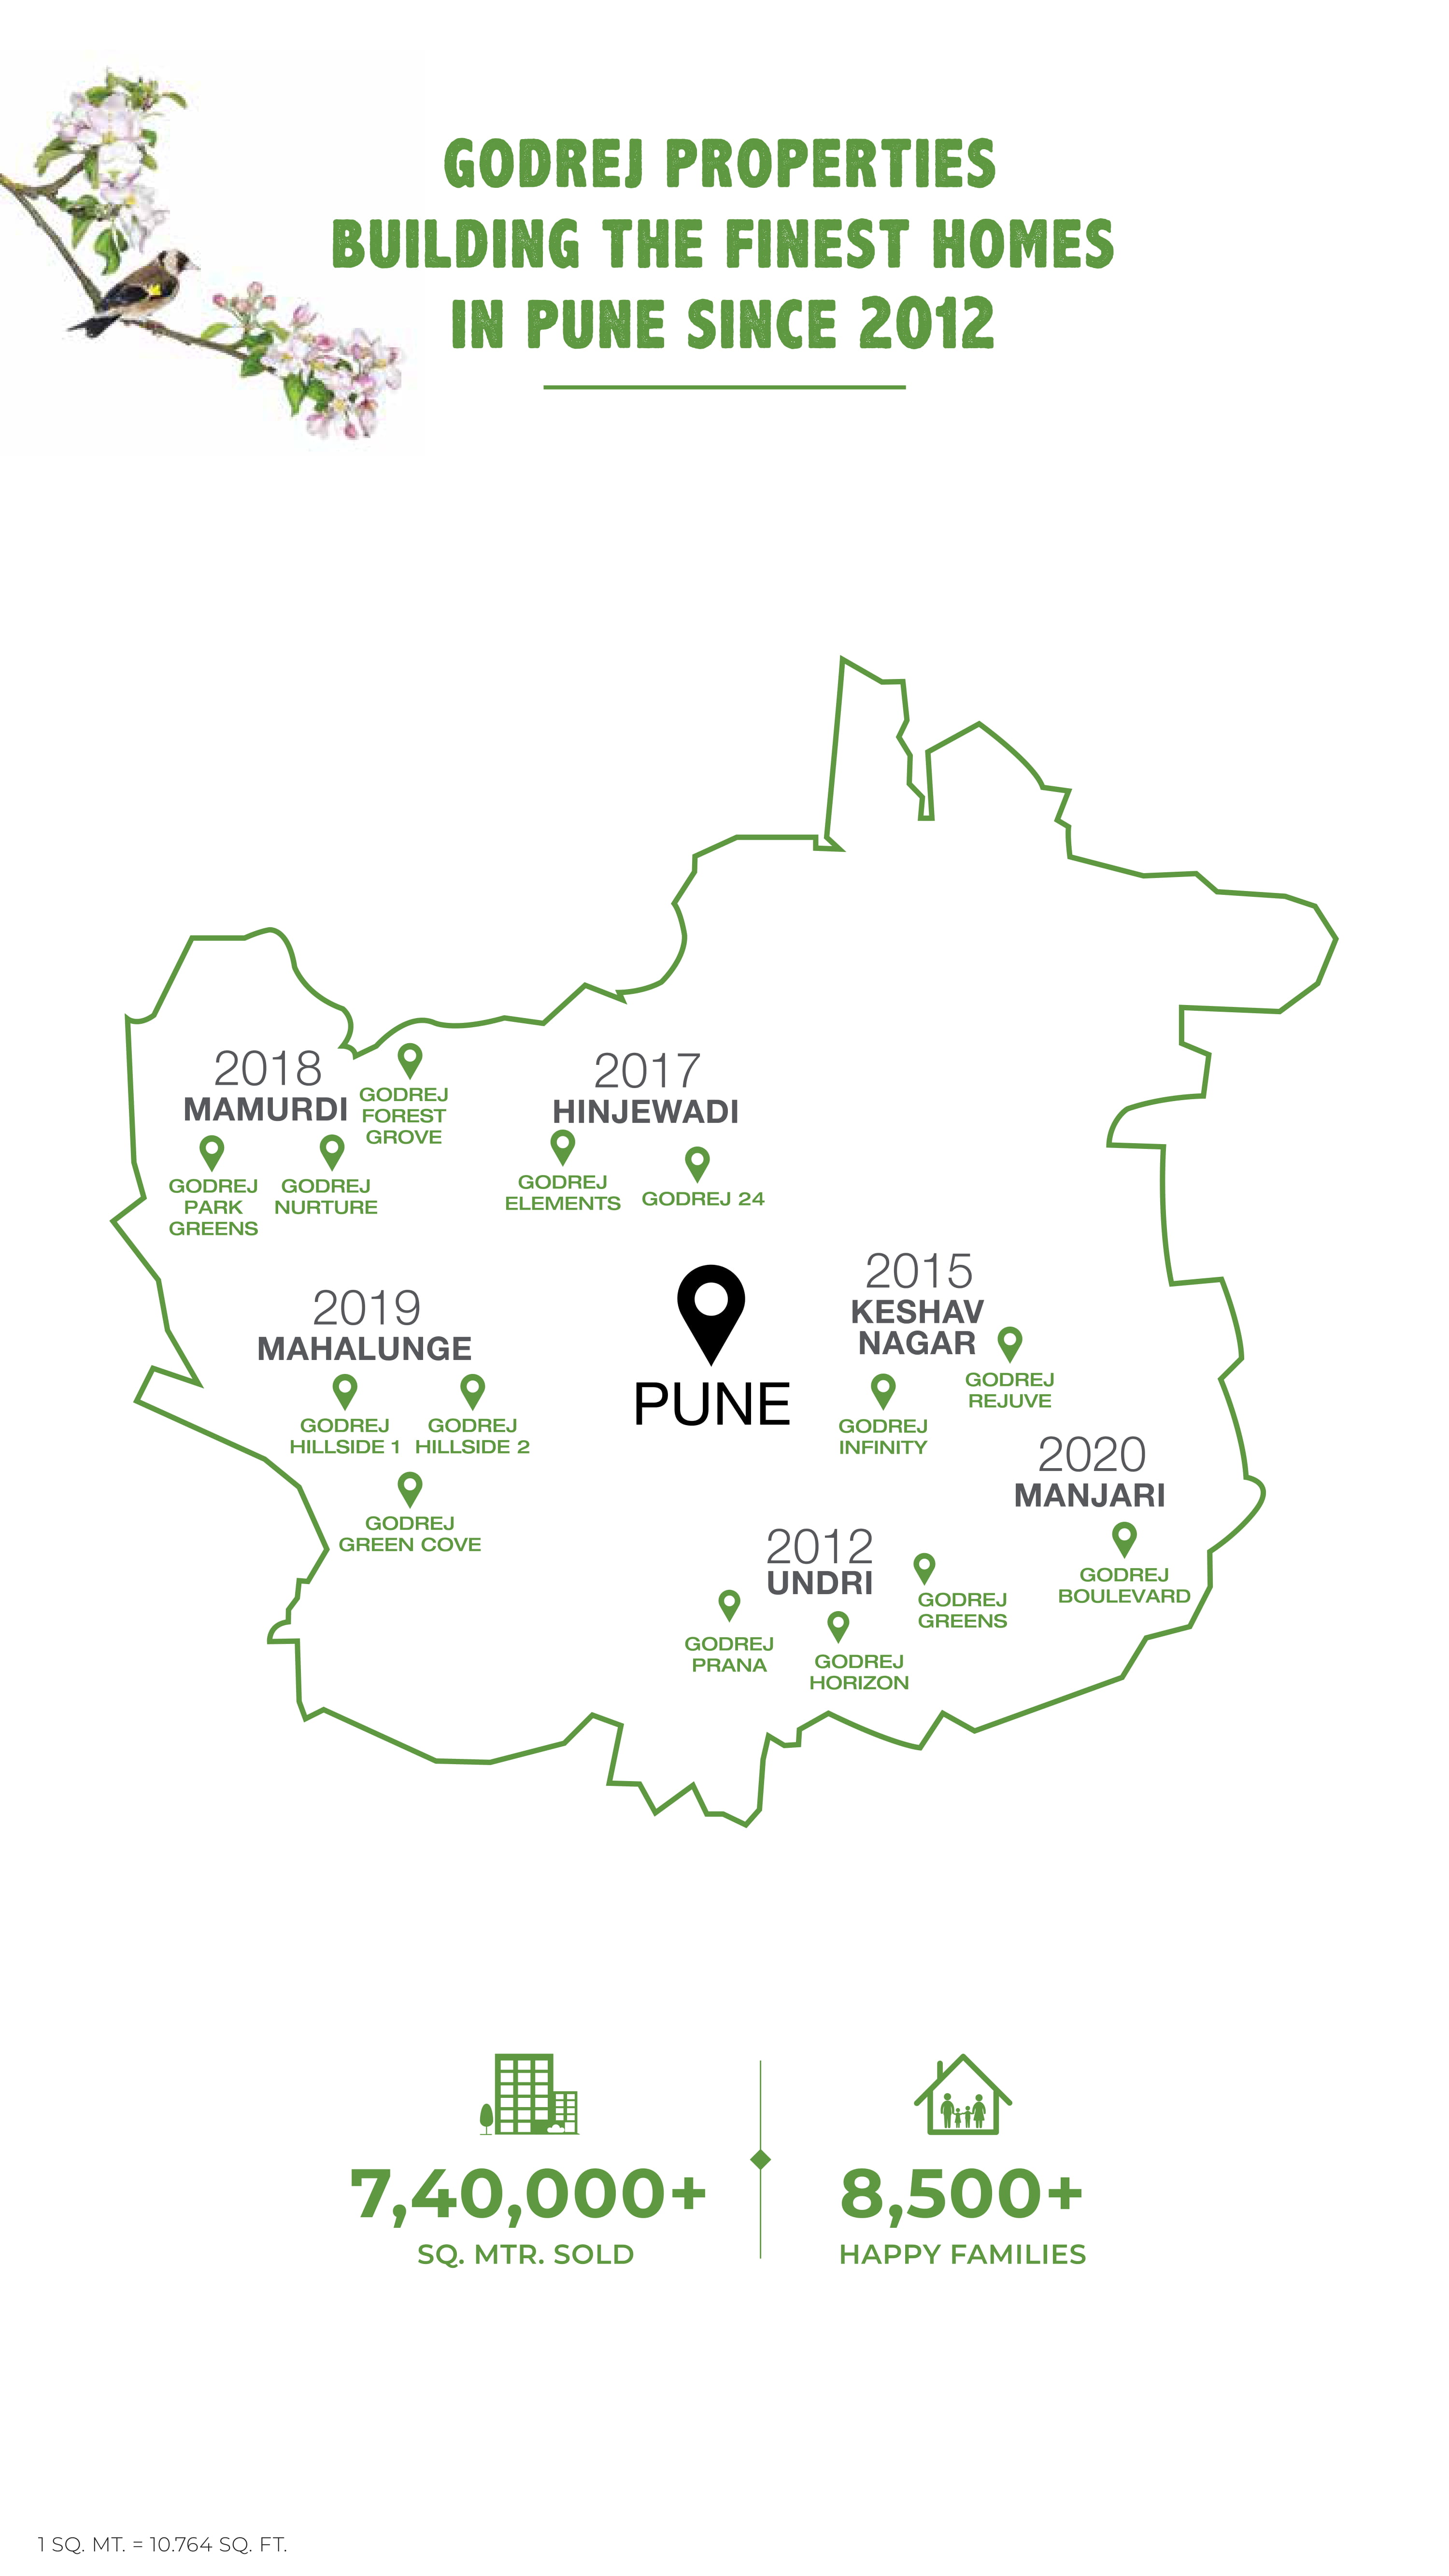 GODREJ PROPERTIES
BUILDING THE FINEST HOMES
IN PUNE SINCE 2012
2018
MAMURDI
GODREJ
FOREST
GROVE
GODREJ
PARK
GREENS
GODREJ
NURTURE
2017
HINJEWADI
GODREJ
ELEMENTS
GODREJ 24
2019
MAHALUNGE
GODREJ
HILLSIDE 1
GODREJ
HILLSIDE 2
GODREJ
GREEN COVE
PUNE
2015
KESHAV
NAGAR
GODREJ
REJUVE
GODREJ
INFINITY
2020
MANJARI
GODREJ
BOULEVARD
2012
UNDRI
GODREJ
GREENS
GODREJ
PRANA
GODREJ
HORIZON
7,40,000+
SQ. MTR. SOLD
8,500+
HAPPY FAMILIES
1 SQ. MT. = 10.764 SQ. FT.